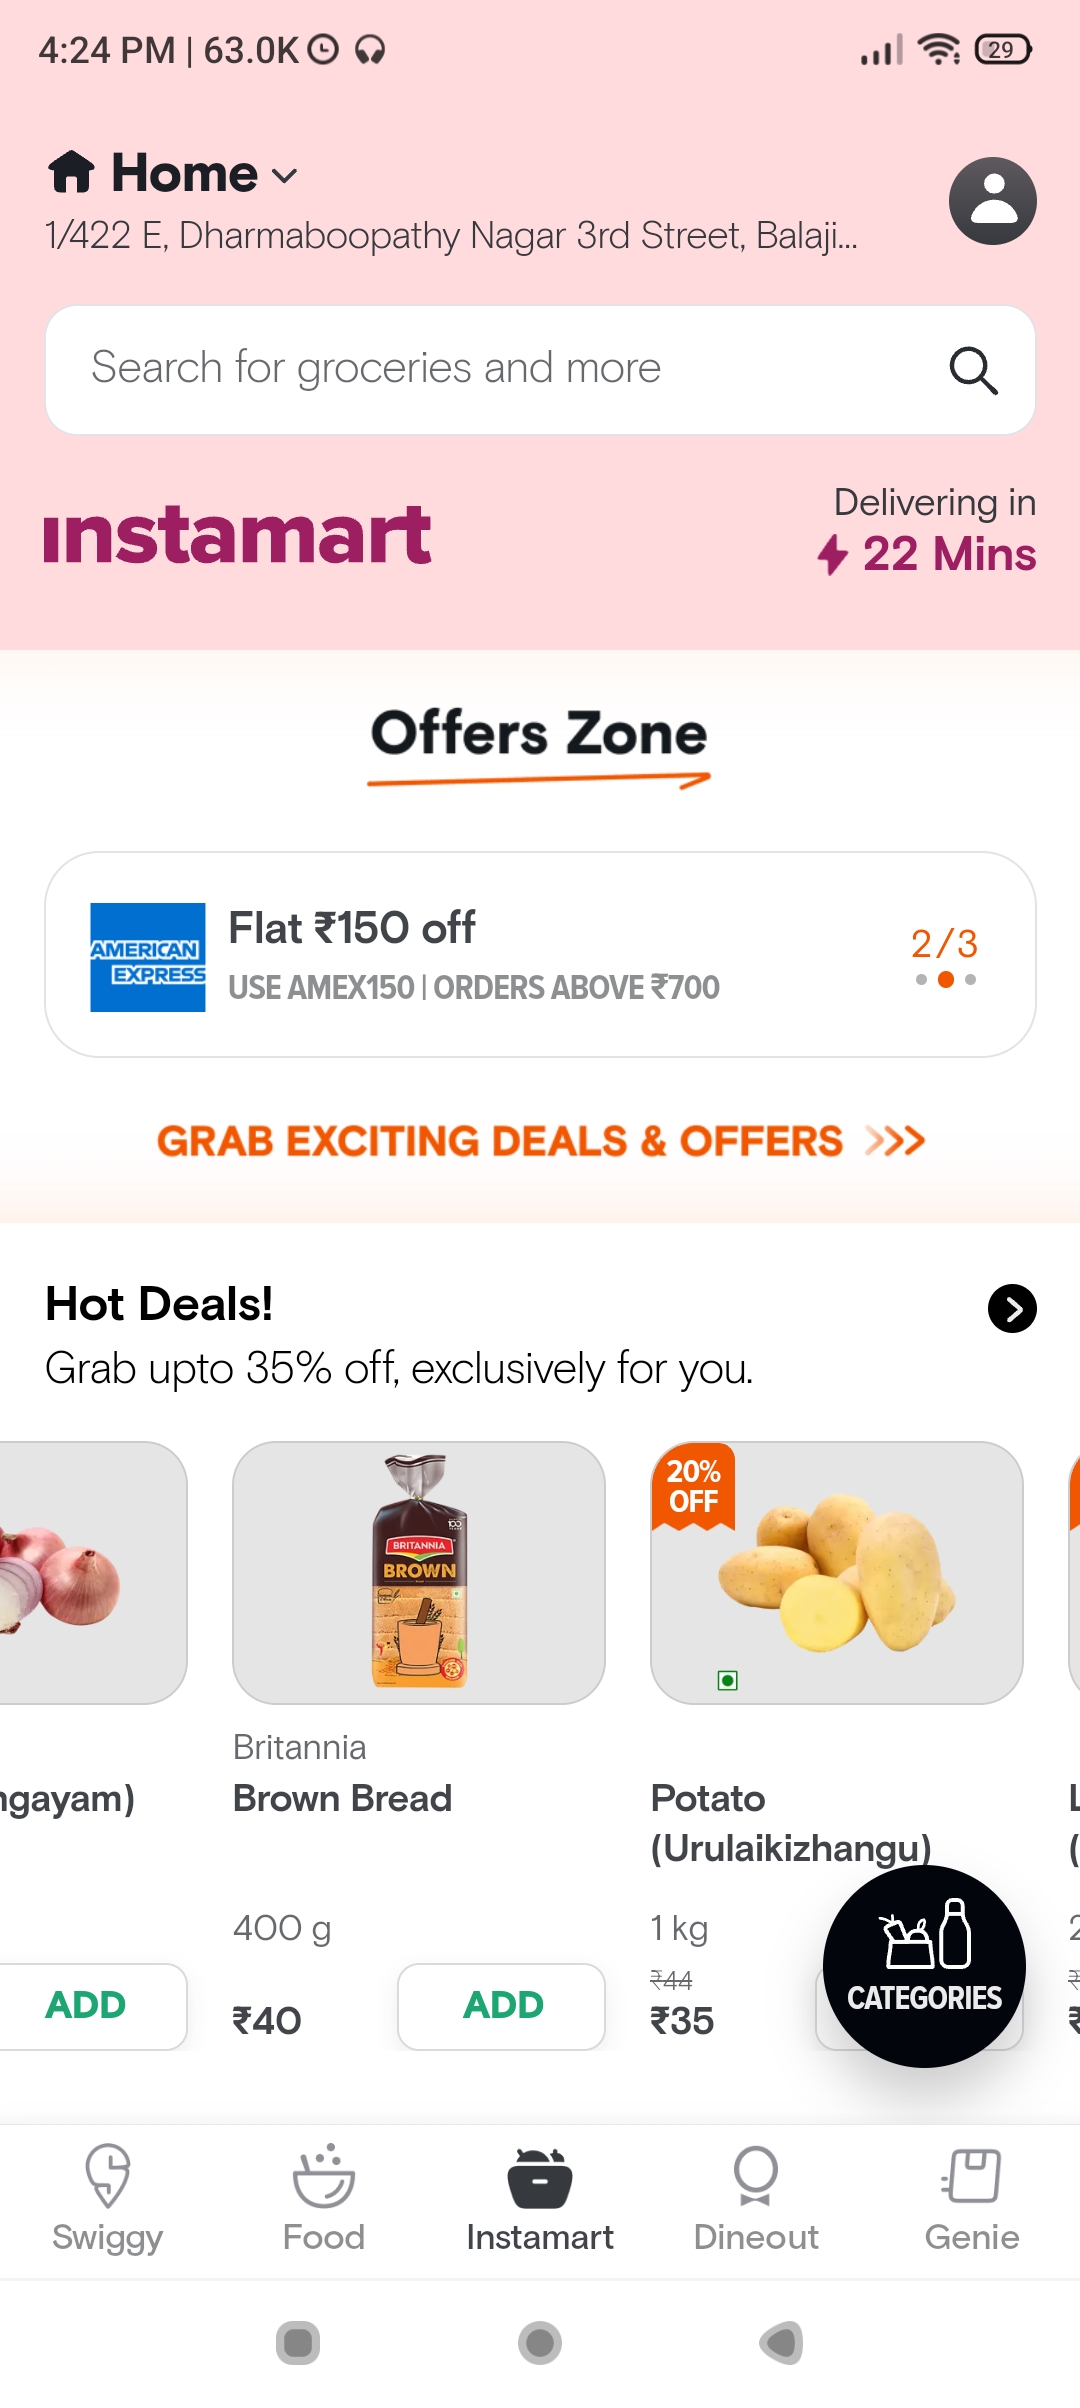 4:24 PM | 63.0K
29
Home
1/422 E, Dharmaboopathy Nagar 3rd Street, Balaji...
Search for groceries and more
instamart
Delivering in
22 Mins
Offers Zone
AMERICAN
EXPRESS
Flat ₹150 off
USE AMEX150 | ORDERS ABOVE ₹700
2/3
GRAB EXCITING DEALS & OFFERS >>>
Hot Deals!
Grab upto 35% off, exclusively for you.
BRITANNIA
BROWN
20%
OFF
Britannia
ngayam)
Brown Bread
Potato
(Urulaikizhangu)
400 g
1 kg
ADD
₹40
ADD
₹44
₹35
CATEGORIES
Swiggy
Food
Instamart
Dineout
Genie